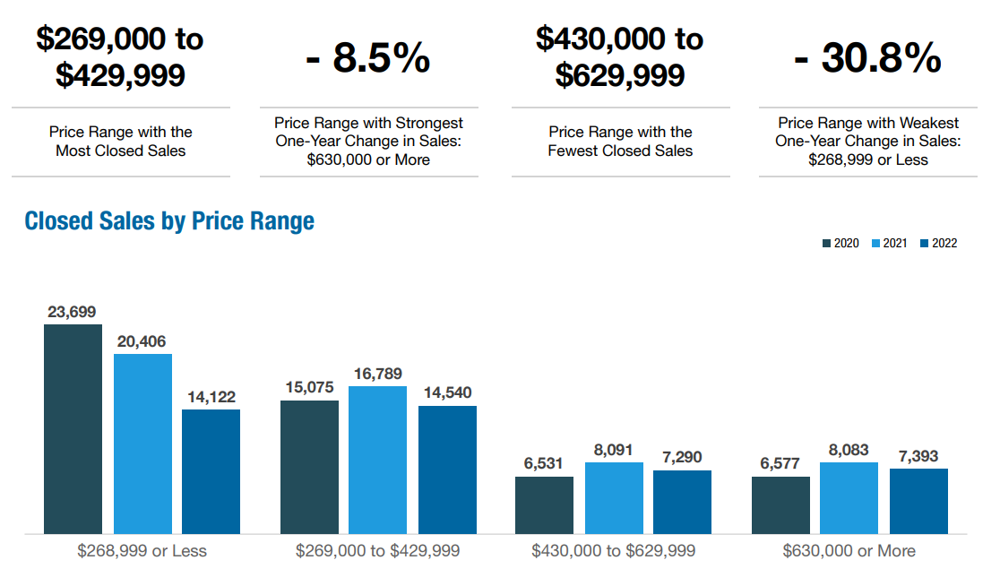 $269,000 to
$429,999
Price Range with the
Most Closed Sales
- 8.5%
Price Range with Strongest
One-Year Change in Sales:
$630,000 or More
$430,000 to
$629,999
Price Range with the
Fewest Closed Sales
- 30.8%
Price Range with Weakest
One-Year Change in Sales:
$268,999 or Less
Closed Sales by Price Range
2020 2021 2022
23,699
20,406
14,122
15,075
16,789
14,540
6,531
8,091
7,290
6,577
8,083
7,393
$268,999 or Less
$269,000 to $429,999
$430,000 to $629,999
$630,000 or More